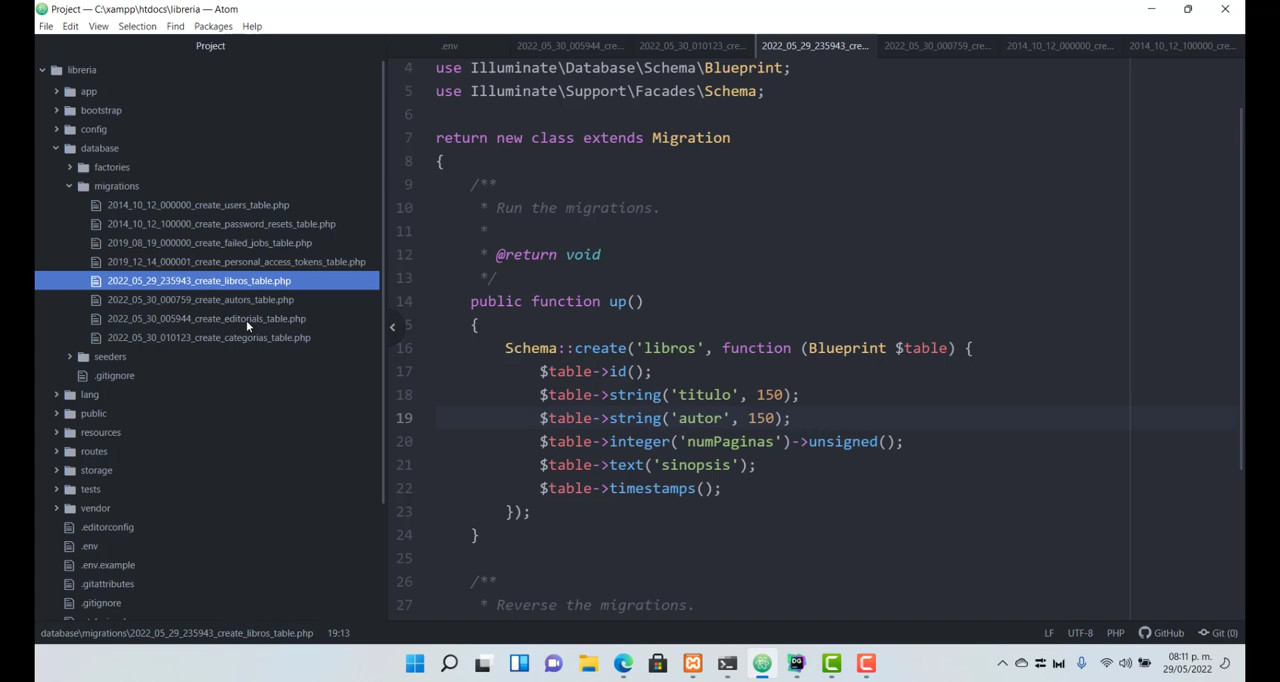 Project — C:\xampp\htdocs\libreria — Atom
File Edit View Selection Find Packages Help
Project
.env 2022_05_30_005944_cre... 2022_05_30_010123_cre... 2022_05_29_235943_cre... 2022_05_30_000759_cre... 2014_10_12_000000_cre... 2014_10_12_100000_cre...
libreria
app
bootstrap
config
database
factories
migrations
2014_10_12_000000_create_users_table.php
2014_10_12_100000_create_password_resets_table.php
2019_08_19_000000_create_failed_jobs_table.php
2019_12_14_000001_create_personal_access_tokens_table.php
2022_05_29_235943_create_libros_table.php
2022_05_30_000759_create_autors_table.php
2022_05_30_005944_create_editorials_table.php
2022_05_30_010123_create_categorias_table.php
seeders
.gitignore
lang
public
resources
routes
storage
tests
vendor
.editorconfig
.env
.env.example
.gitattributes
.gitignore
4 use Illuminate\Database\Schema\Blueprint;
5 use Illuminate\Support\Facades\Schema;
6
7 return new class extends Migration
8 {
9 /**
10 * Run the migrations.
11 *
12 * @return void
13 */
14 public function up()
5 {
16 Schema::create('libros', function (Blueprint $table) {
17 $table->id();
18 $table->string('titulo', 150);
19 $table->string('autor', 150);
20 $table->integer('numPaginas')->unsigned();
21 $table->text('sinopsis');
22 $table->timestamps();
23 });
24 }
25
26 /**
27 * Reverse the migrations.
database\migrations\2022_05_29_235943_create_libros_table.php 19:13 LF UTF-8 PHP GitHub Git (0)
08:11 p. m.
29/05/2022